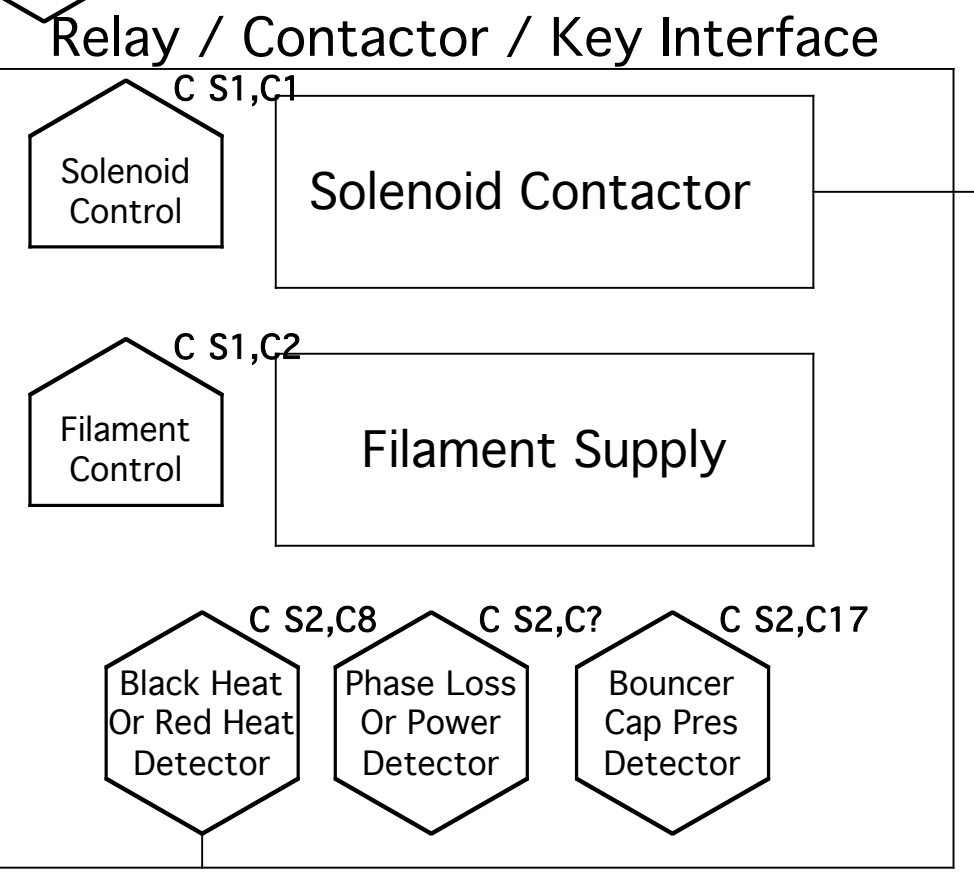 Relay / Contactor / Key Interface
C S1,C1
Solenoid
Control
Solenoid Contactor
C S1,C2
Filament
Control
Filament Supply
C S2,C8
Black Heat
Or Red Heat
Detector
C S2,C?
Phase Loss
Or Power
Detector
C S2,C17
Bouncer
Cap Pres
Detector